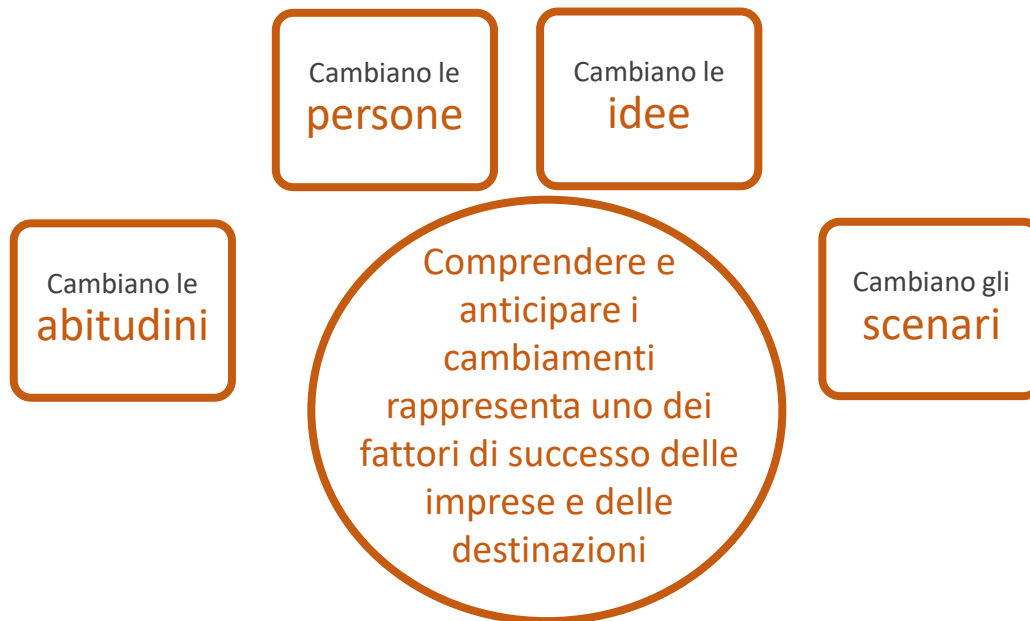 Cambiano le
persone
Cambiano le
idee
Cambiano le
abitudini
Comprendere e
anticipare i
cambiamenti
rappresenta uno dei
fattori di successo delle
imprese e delle
destinazioni
Cambiano gli
scenari